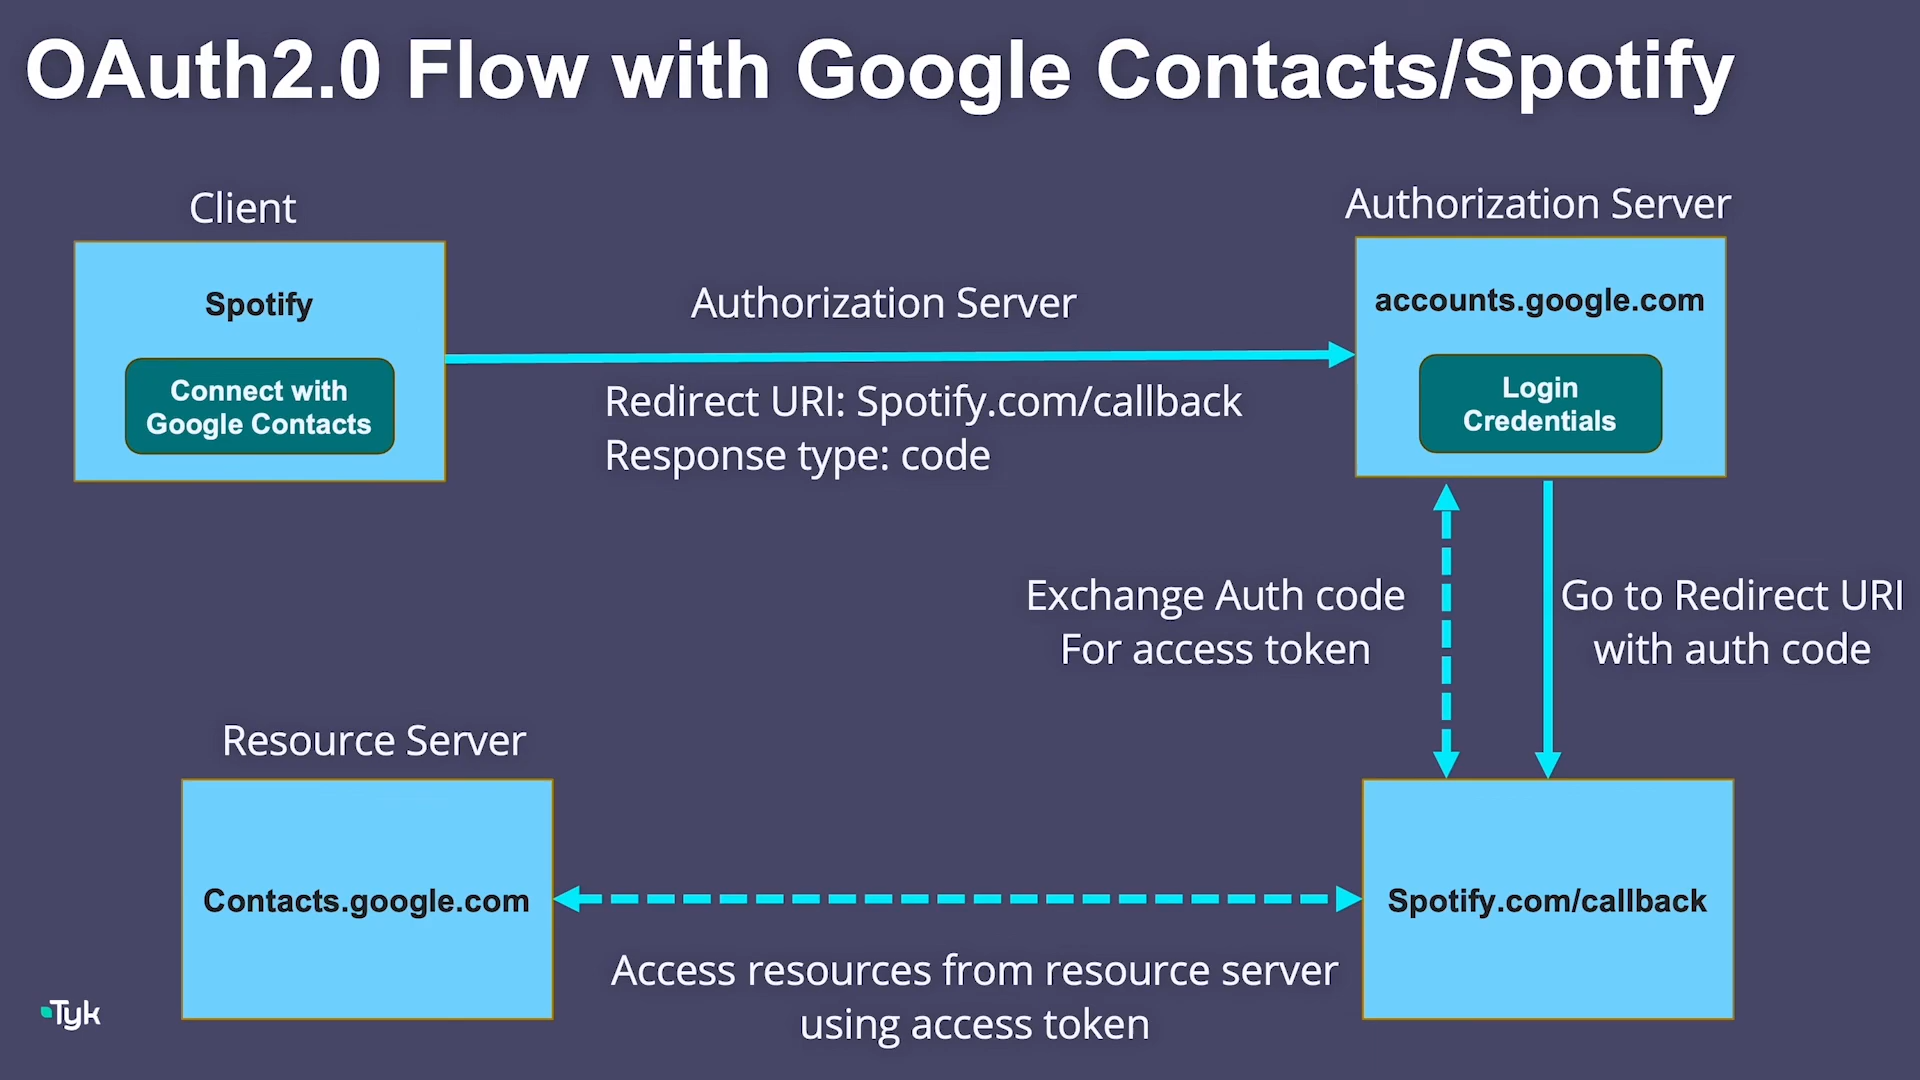 OAuth2.0 Flow with Google Contacts/Spotify
Client
Spotify
Connect with
Google Contacts
Authorization Server
Redirect URI: Spotify.com/callback
Response type: code
Authorization Server
accounts.google.com
Login
Credentials
Exchange Auth code
For access token
Go to Redirect URI
with auth code
Resource Server
Contacts.google.com
Spotify.com/callback
Access resources from resource server
using access token
Tyk